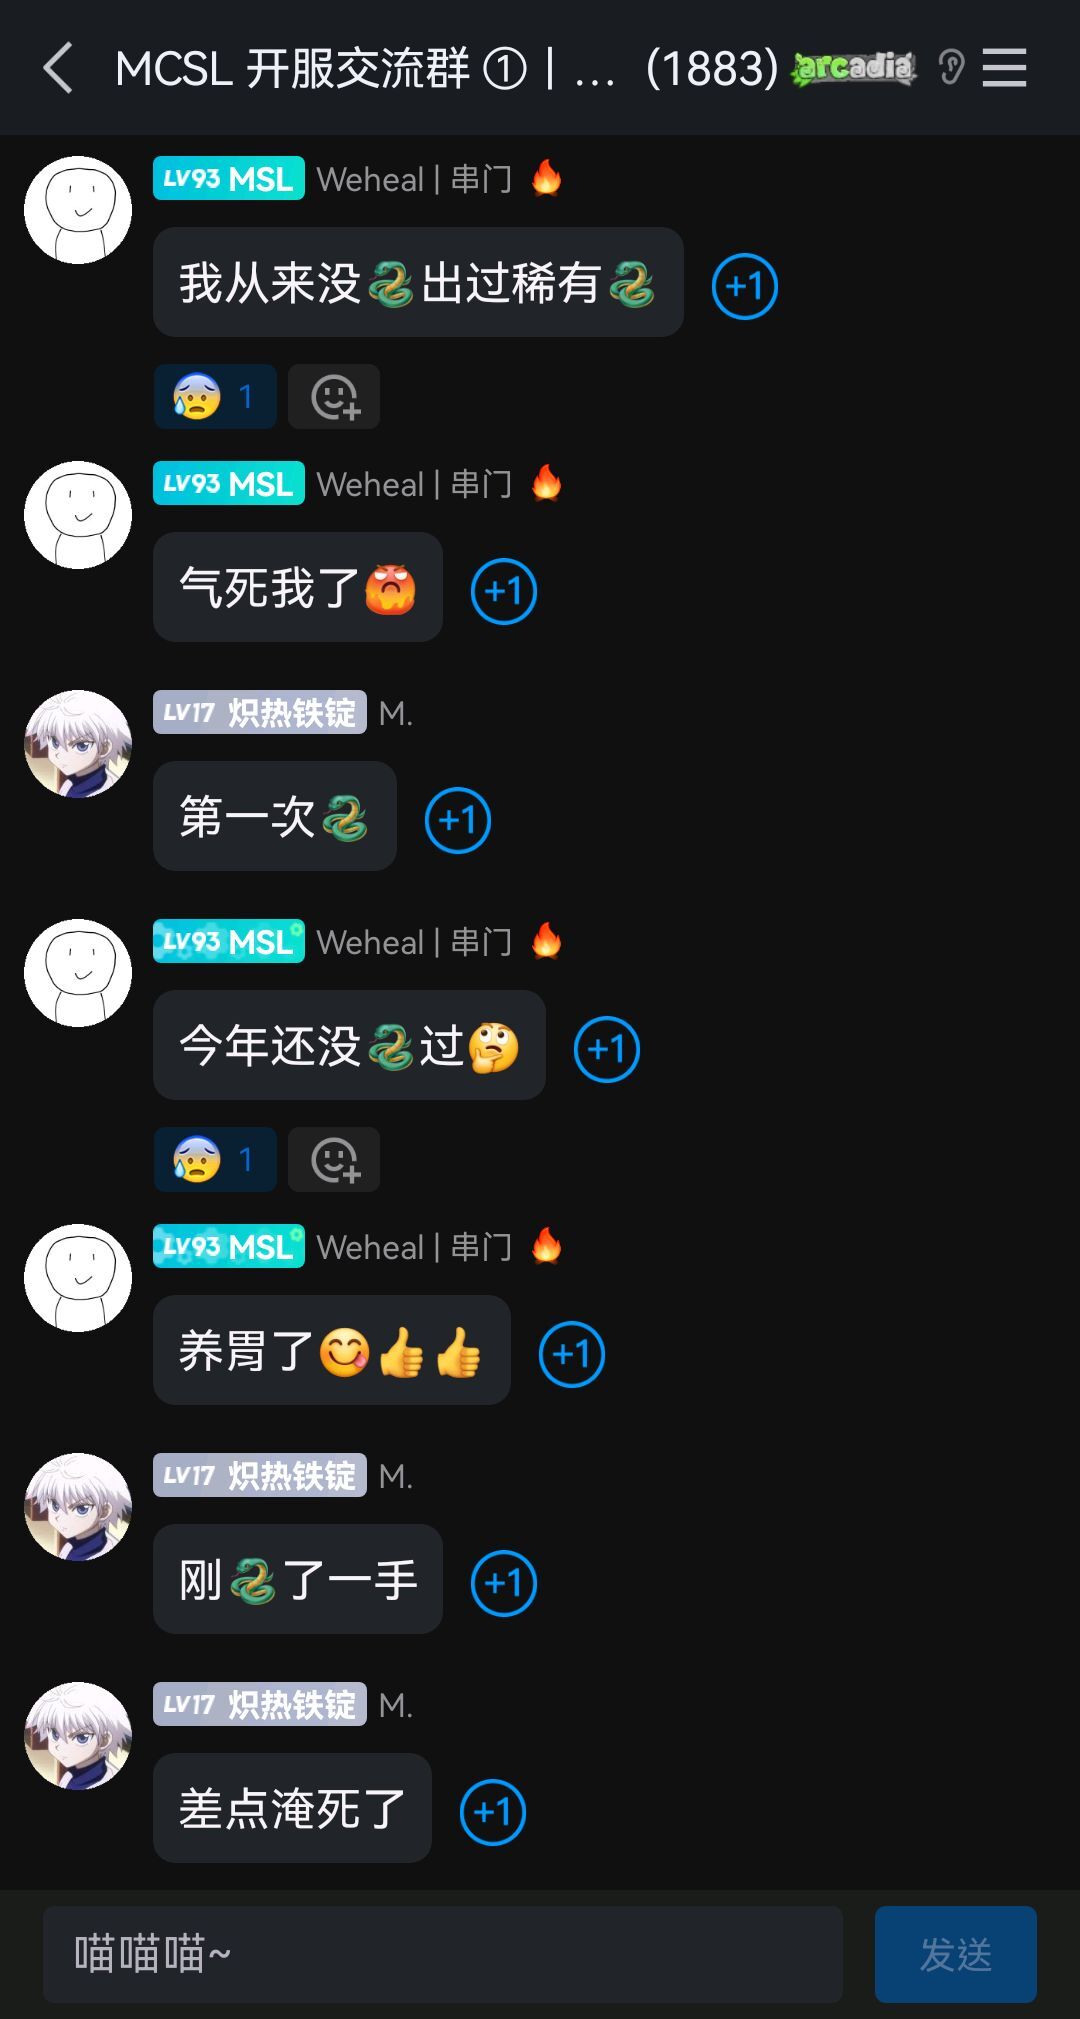 MCSL 开服交流群 ①丨... (1883) arcadia
LV93 MSL Weheal | 串门 🔥
我从来没🐍出过稀有🐍
+1
😰 1
LV93 MSL Weheal | 串门 🔥
气死我了
+1
LV17 炽热铁锭 M.
第一次🐍
+1
LV93 MSL Weheal | 串门 🔥
今年还没🐍过🤔
+1
😰 1
LV93 MSL Weheal | 串门 🔥
养胃了😋👍👍
+1
LV17 炽热铁锭 M.
刚🐍了一手
+1
LV17 炽热铁锭 M.
差点淹死了
+1
喵喵喵~
发送